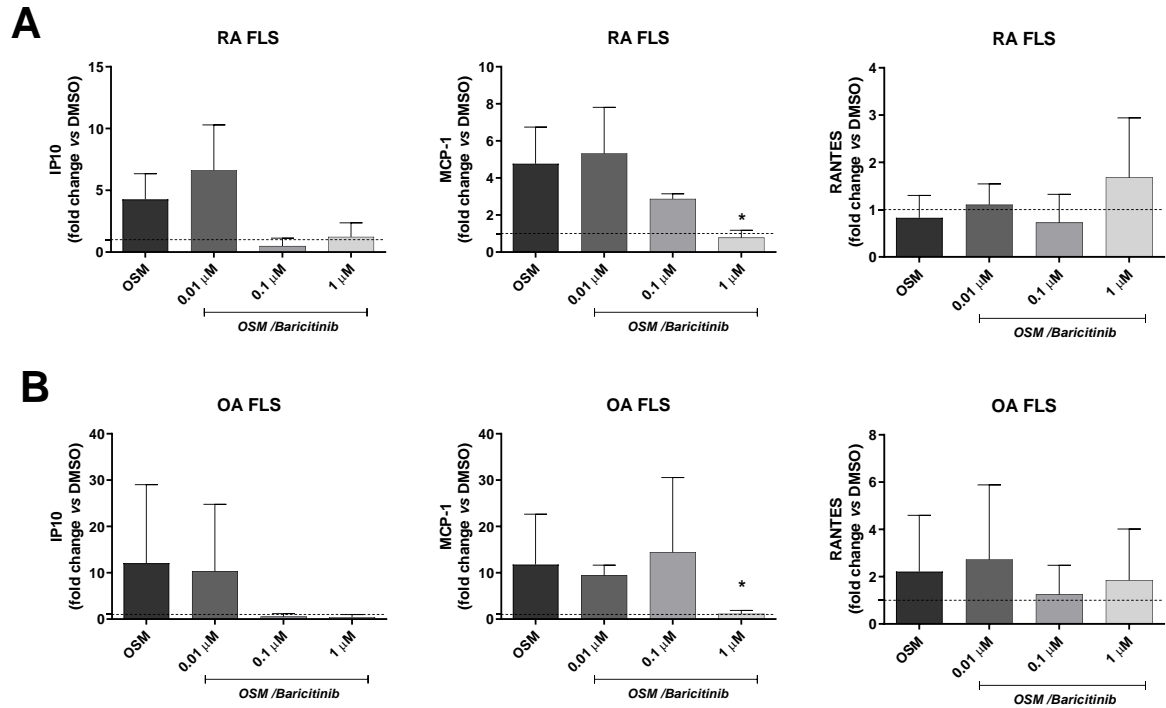 A
RA FLS
IP10
(fold change vs DMSO)
15
10
5
0
OSM
0.01 μM
0.1 μM
1 μM
OSM /Baricitinib
RA FLS
MCP-1
(fold change vs DMSO)
10
8
6
4
2
0
*
OSM
0.01 μM
0.1 μM
1 μM
OSM /Baricitinib
RA FLS
RANTES
(fold change vs DMSO)
4
3
2
1
0
OSM
0.01 μM
0.1 μM
1 μM
OSM /Baricitinib
B
OA FLS
IP10
(fold change vs DMSO)
40
30
20
10
0
OSM
0.01 μM
0.1 μM
1 μM
OSM /Baricitinib
OA FLS
MCP-1
(fold change vs DMSO)
40
30
20
10
0
*
OSM
0.01 μM
0.1 μM
1 μM
OSM /Baricitinib
OA FLS
RANTES
(fold change vs DMSO)
8
6
4
2
0
OSM
0.01 μM
0.1 μM
1 μM
OSM /Baricitinib